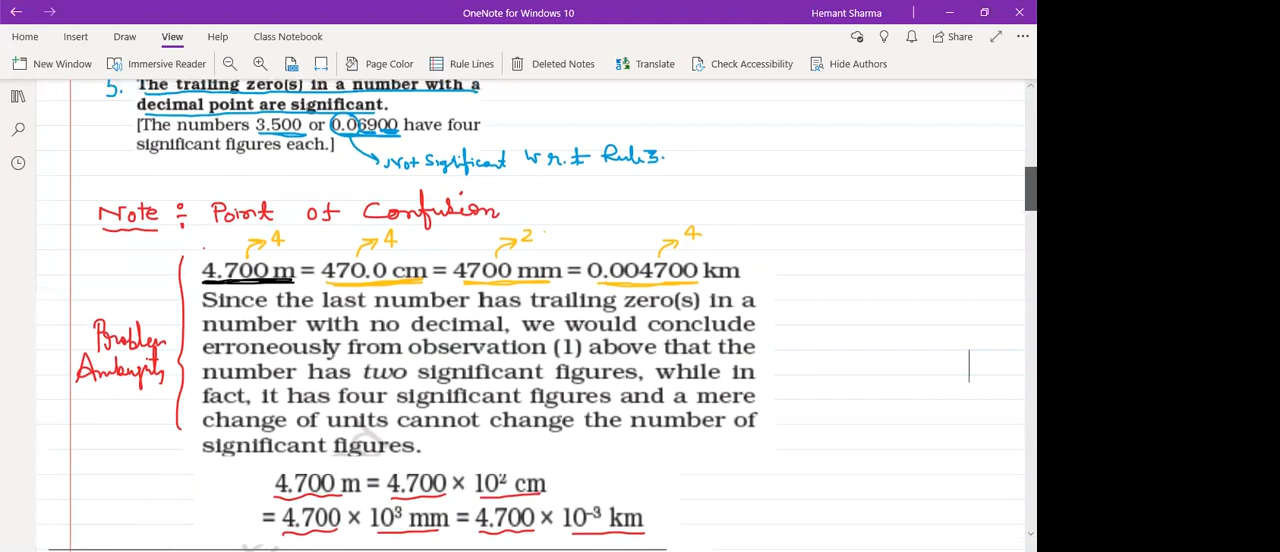 OneNote for Windows 10
Hemant Sharma
Home Insert Draw View Help Class Notebook
Share
New Window Immersive Reader Page Color Rule Lines Deleted Notes Translate Check Accessibility Hide Authors
5. The trailing zero(s) in a number with a
decimal point are significant.
[The numbers 3.500 or 0.06900 have four
significant figures each.]
Not Significant W r.t Rule 3.
Note : Point of Confusion
4 4 2 4
4.700 m = 470.0 cm = 4700 mm = 0.004700 km
Since the last number has trailing zero(s) in a
number with no decimal, we would conclude
erroneously from observation (1) above that the
number has two significant figures, while in
fact, it has four significant figures and a mere
change of units cannot change the number of
significant figures.
Problem
4.700 m = 4.700 × 10² cm
= 4.700 × 10³ mm = 4.700 × 10⁻³ km